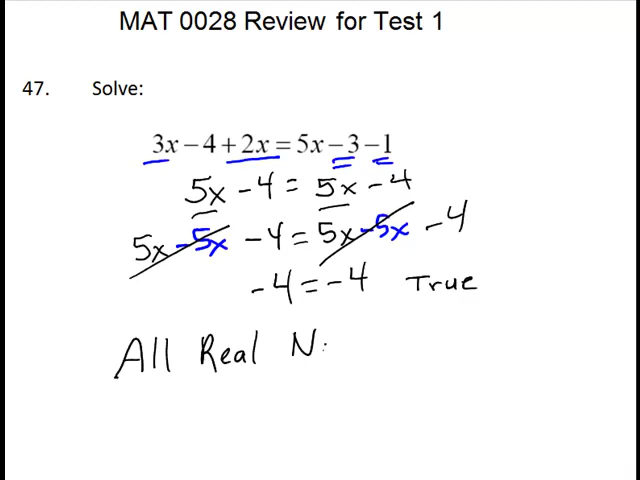 MAT 0028 Review for Test 1
47. Solve:
3x − 4 + 2x = 5x − 3 − 1
5x − 4 = 5x − 4
5x − 5x − 4 = 5x − 5x − 4
−4 = −4 True
All Real N